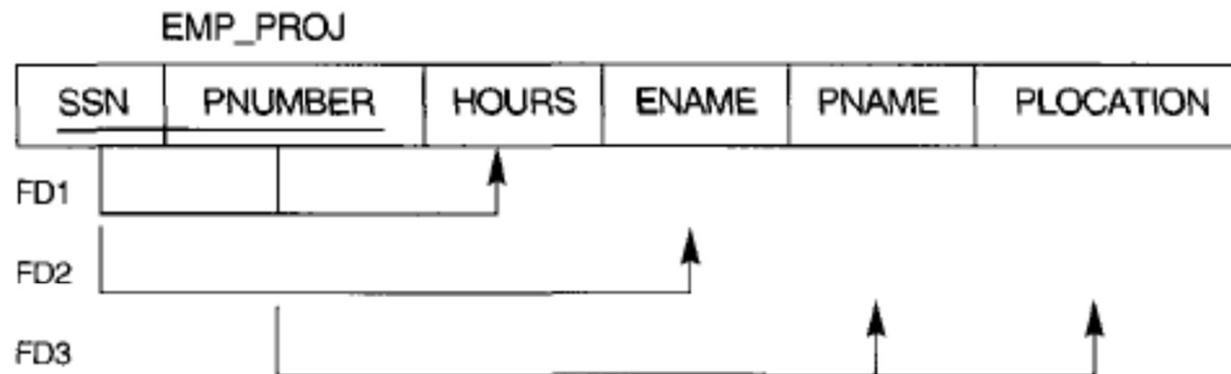 EMP_PROJ
SSN PNUMBER HOURS ENAME PNAME PLOCATION
FD1
FD2
FD3